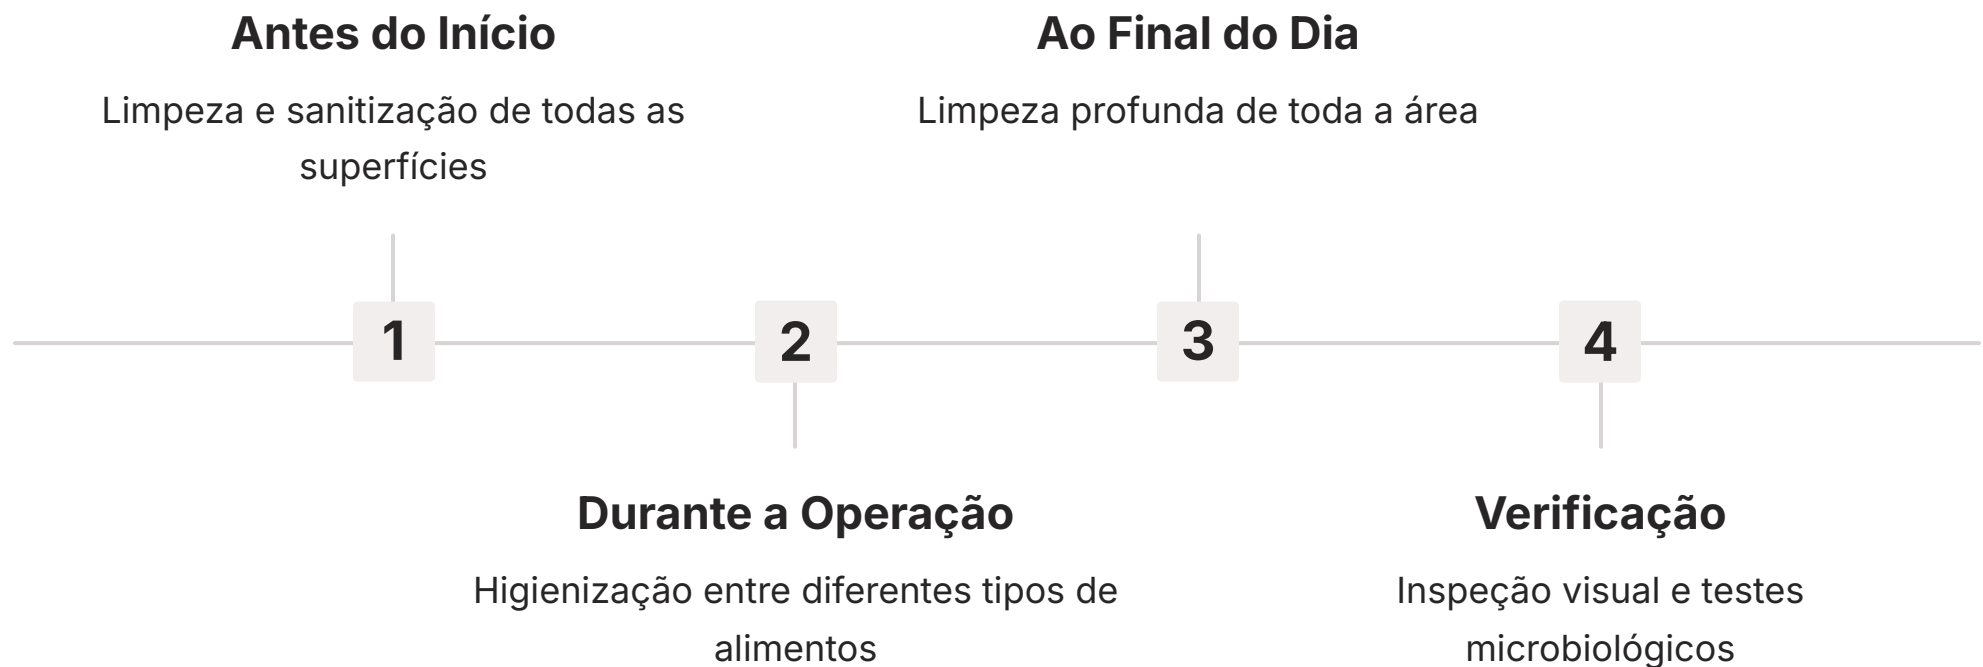 Antes do Início
Limpeza e sanitização de todas as
superfícies
Ao Final do Dia
Limpeza profunda de toda a área
1
2
3
4
Durante a Operação
Higienização entre diferentes tipos de
alimentos
Verificação
Inspeção visual e testes
microbiológicos